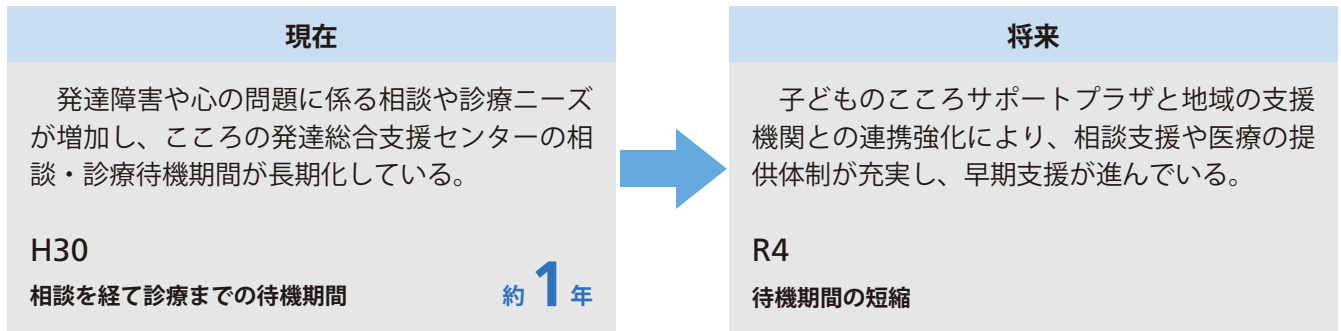 現在
発達障害や心の問題に係る相談や診療ニーズ
が増加し、こころの発達総合支援センターの相
談・診療待機期間が長期化している。
H30
相談を経て診療までの待機期間 約1年
将来
子どものこころサポートプラザと地域の支援
機関との連携強化により、相談支援や医療の提
供体制が充実し、早期支援が進んでいる。
R4
待機期間の短縮